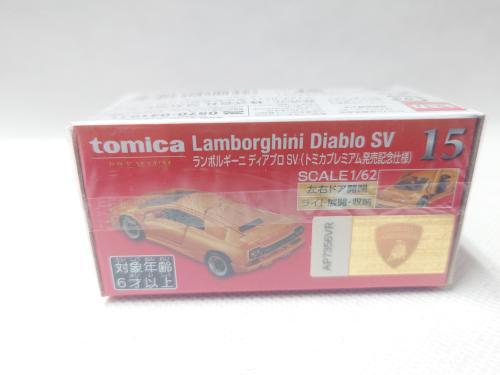 tomica Lamborghini Diablo SV 15
PREMIUM
ランボルギーニ ディアブロ SV（トミカプレミアム発売記念仕様）
SCALE 1/62
左右ドア開閉
ライト展開・収納
AP7356VR
対象年齢
6才以上